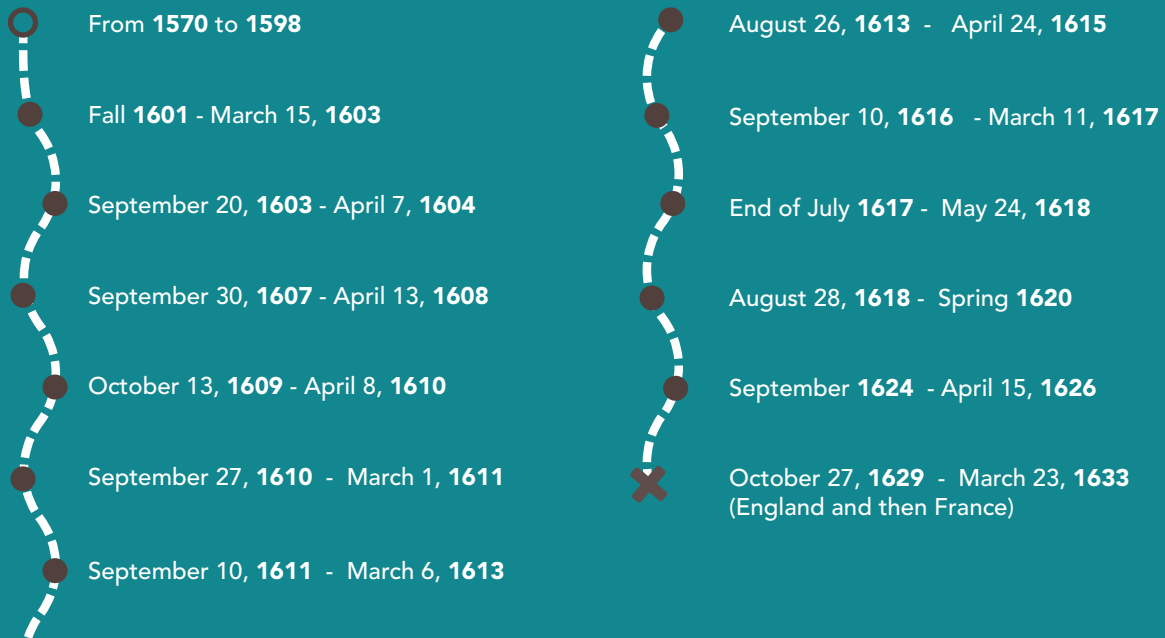 From 1570 to 1598
Fall 1601 - March 15, 1603
September 20, 1603 - April 7, 1604
September 30, 1607 - April 13, 1608
October 13, 1609 - April 8, 1610
September 27, 1610 - March 1, 1611
September 10, 1611 - March 6, 1613
August 26, 1613 - April 24, 1615
September 10, 1616 - March 11, 1617
End of July 1617 - May 24, 1618
August 28, 1618 - Spring 1620
September 1624 - April 15, 1626
October 27, 1629 - March 23, 1633
(England and then France)